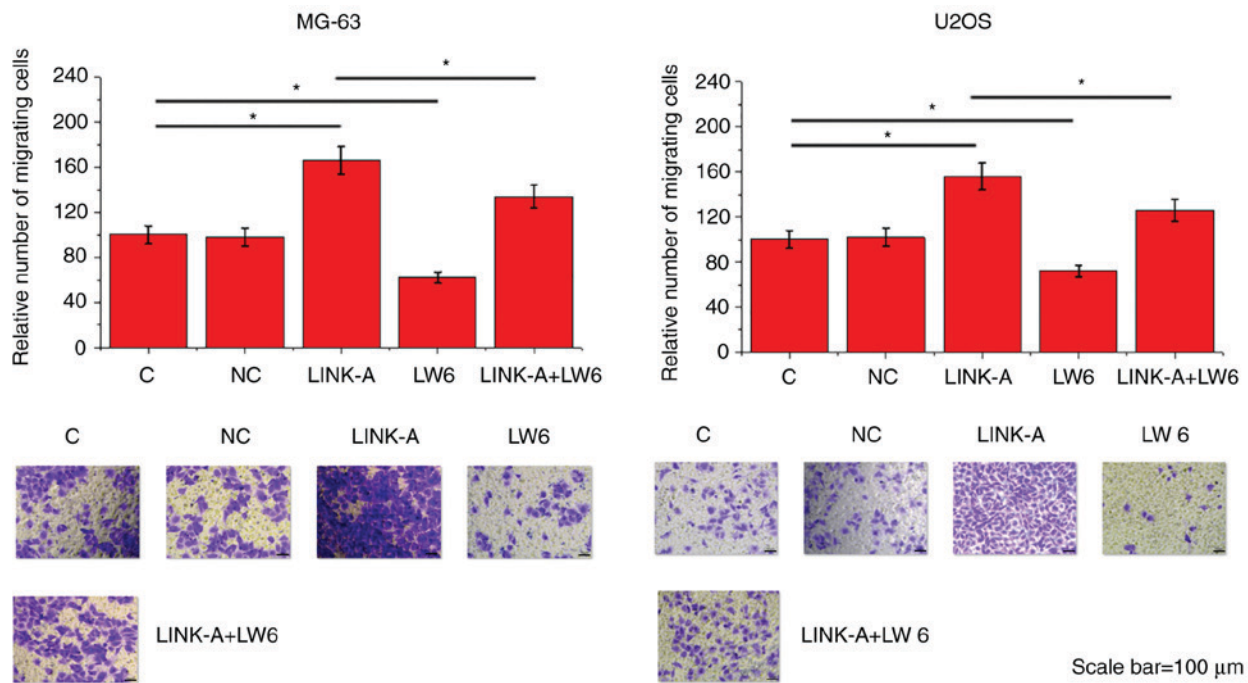 MG-63
Relative number of migrating cells
240
200
160
120
80
40
0
*
*
*
C NC LINK-A LW6 LINK-A+LW6
C NC LINK-A LW6
LINK-A+LW6
U2OS
Relative number of migrating cells
240
200
160
120
80
40
0
*
*
*
C NC LINK-A LW6 LINK-A+LW6
C NC LINK-A LW 6
LINK-A+LW 6
Scale bar=100 μm